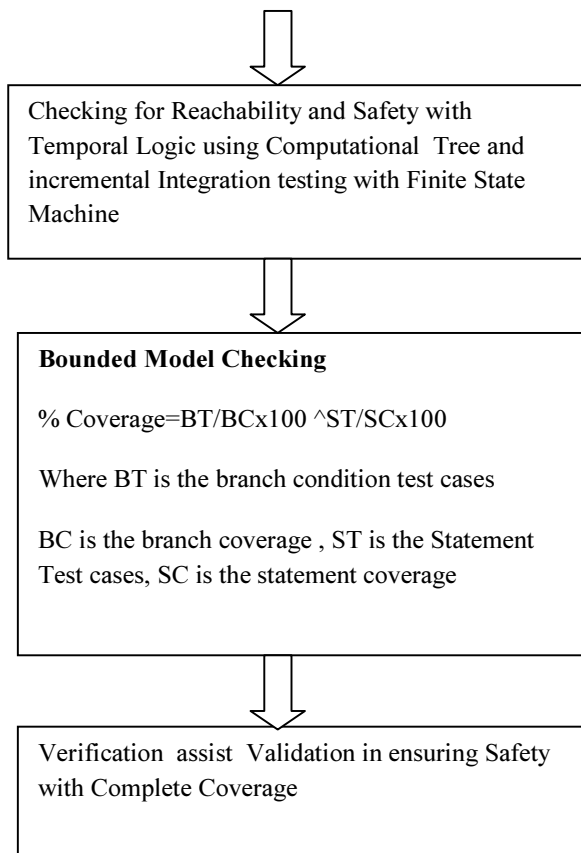 Checking for Reachability and Safety with
Temporal Logic using Computational Tree and
incremental Integration testing with Finite State
Machine
Bounded Model Checking
% Coverage=BT/BCx100 ^ST/SCx100
Where BT is the branch condition test cases
BC is the branch coverage , ST is the Statement
Test cases, SC is the statement coverage
Verification assist Validation in ensuring Safety
with Complete Coverage